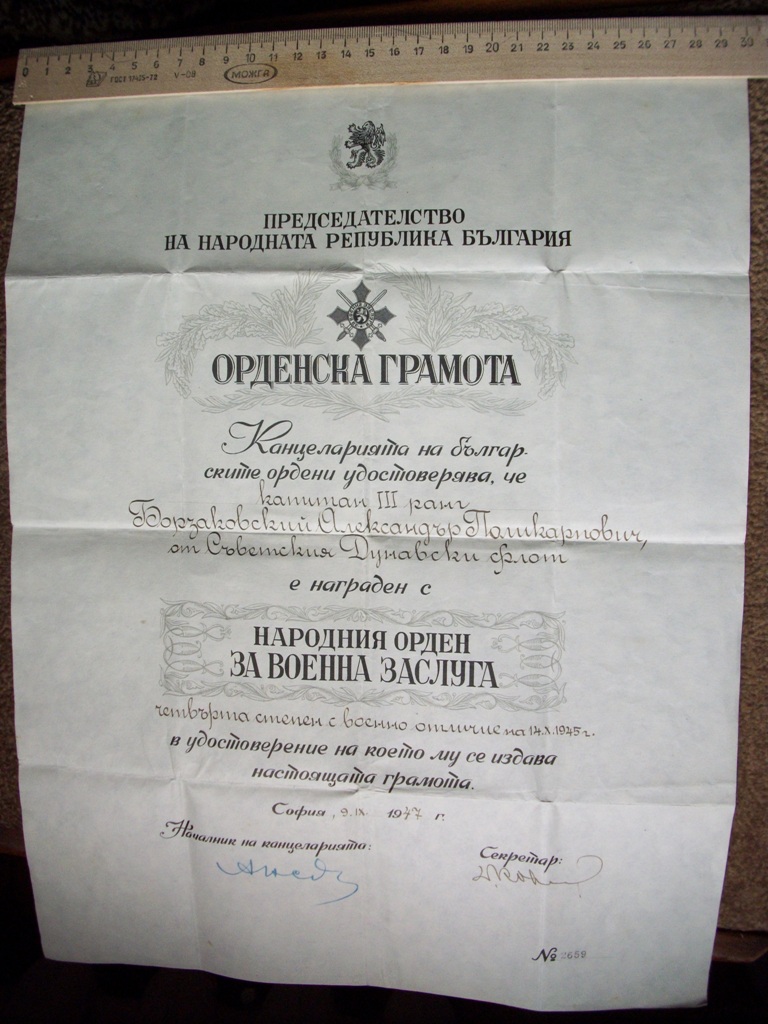 0 1 2 3 4 5 6 7 8 9 10 11 12 13 14 15 16 17 18 19 20 21 22 23 24 25 26 27 28 29 30
ГОСТ 17435-72 V-08 МОЖГА
ПРЕДСЕДАТЕЛСТВО
НА НАРОДНАТА РЕПУБЛИКА БЪЛГАРИЯ
ОРДЕНСКА ГРАМОТА
Канцеларията на българ-
ските ордени удостоверява, че
капитан III ранг
Борзаковский Александър Поликарпович,
от Съветския Дунавски флот
е награден с
НАРОДНИЯ ОРДЕН
ЗА ВОЕННА ЗАСЛУГА
четвърта степен с военно отличие на 14.X.1945 г.
в удостоверение на което му се издава
настоящата грамота.
София, 9.IX 1947 г.
Началник на канцеларията:
Секретар:
№ 2659